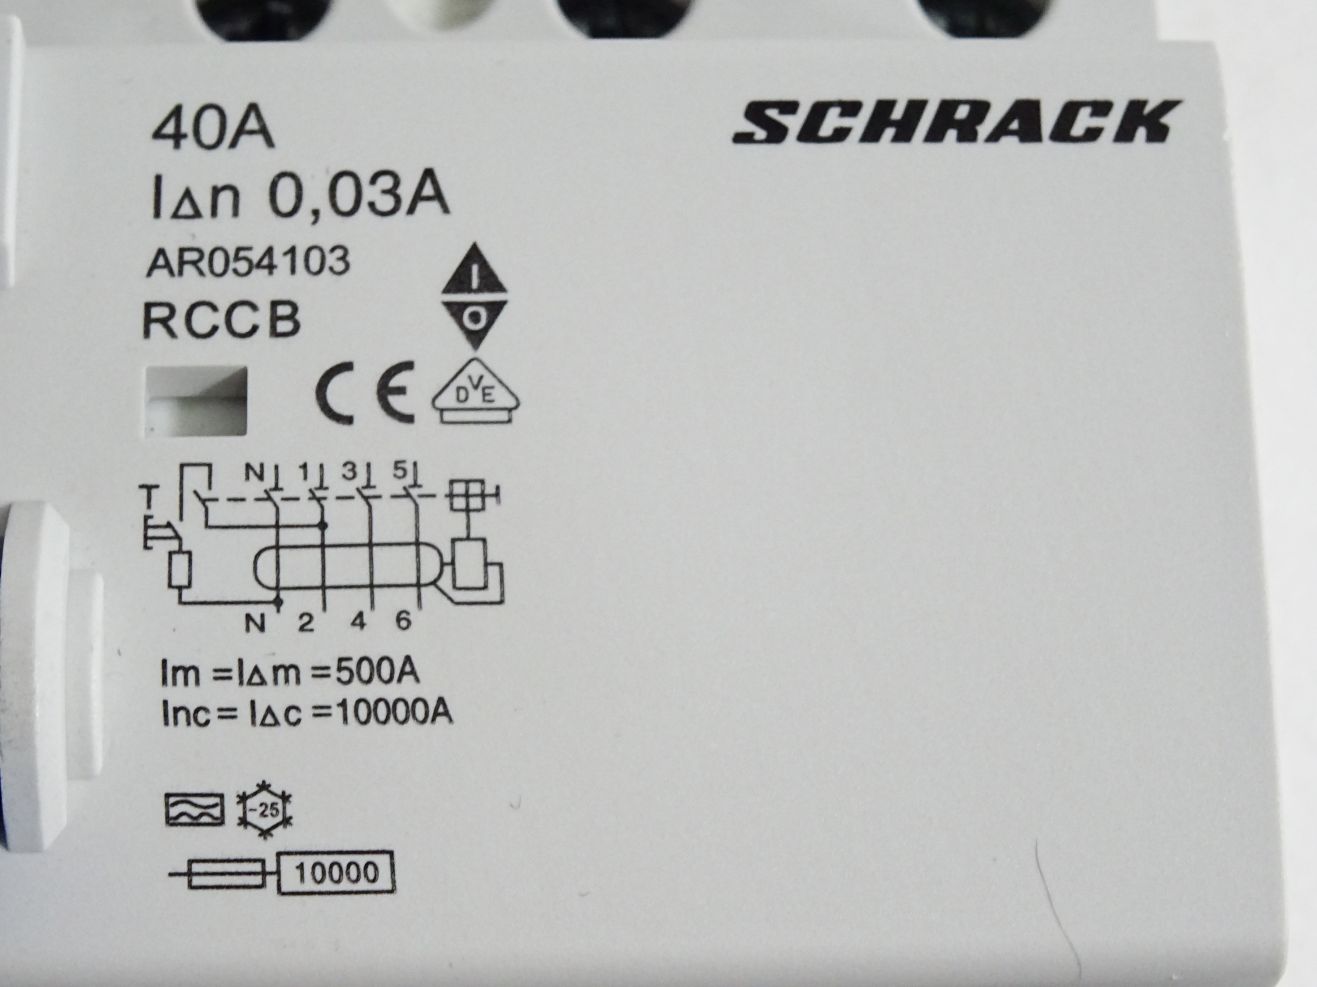 40A
SCHRACK
I∆n 0,03A
AR054103
I
RCCB
O
CE
DVE
N 1 3 5
T
N 2 4 6
Im =I∆m =500A
Inc= I∆c =10000A
-25
10000